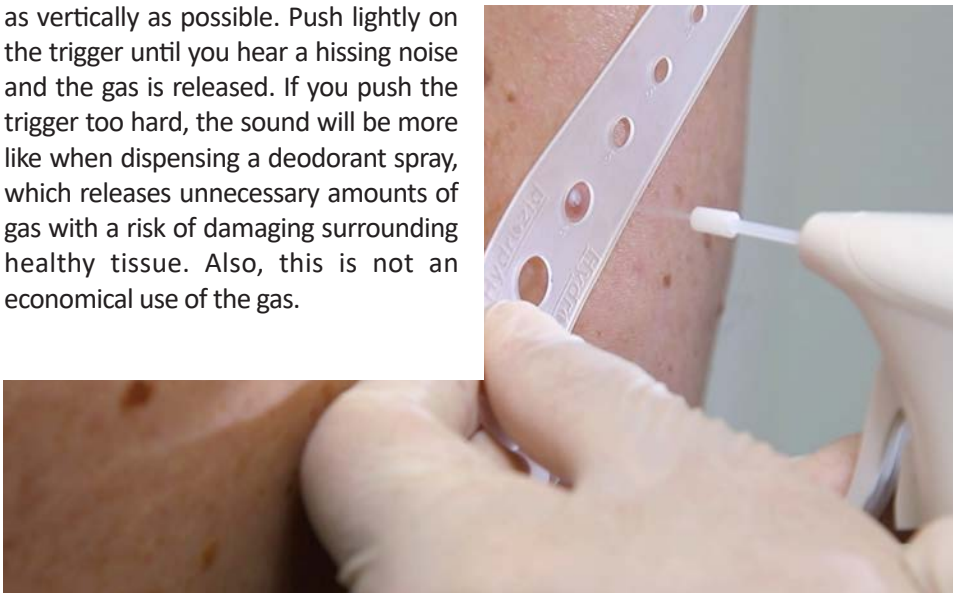 as vertically as possible. Push lightly on
the trigger until you hear a hissing noise
and the gas is released. If you push the
trigger too hard, the sound will be more
like when dispensing a deodorant spray,
which releases unnecessary amounts of
gas with a risk of damaging surrounding
healthy tissue. Also, this is not an
economical use of the gas.